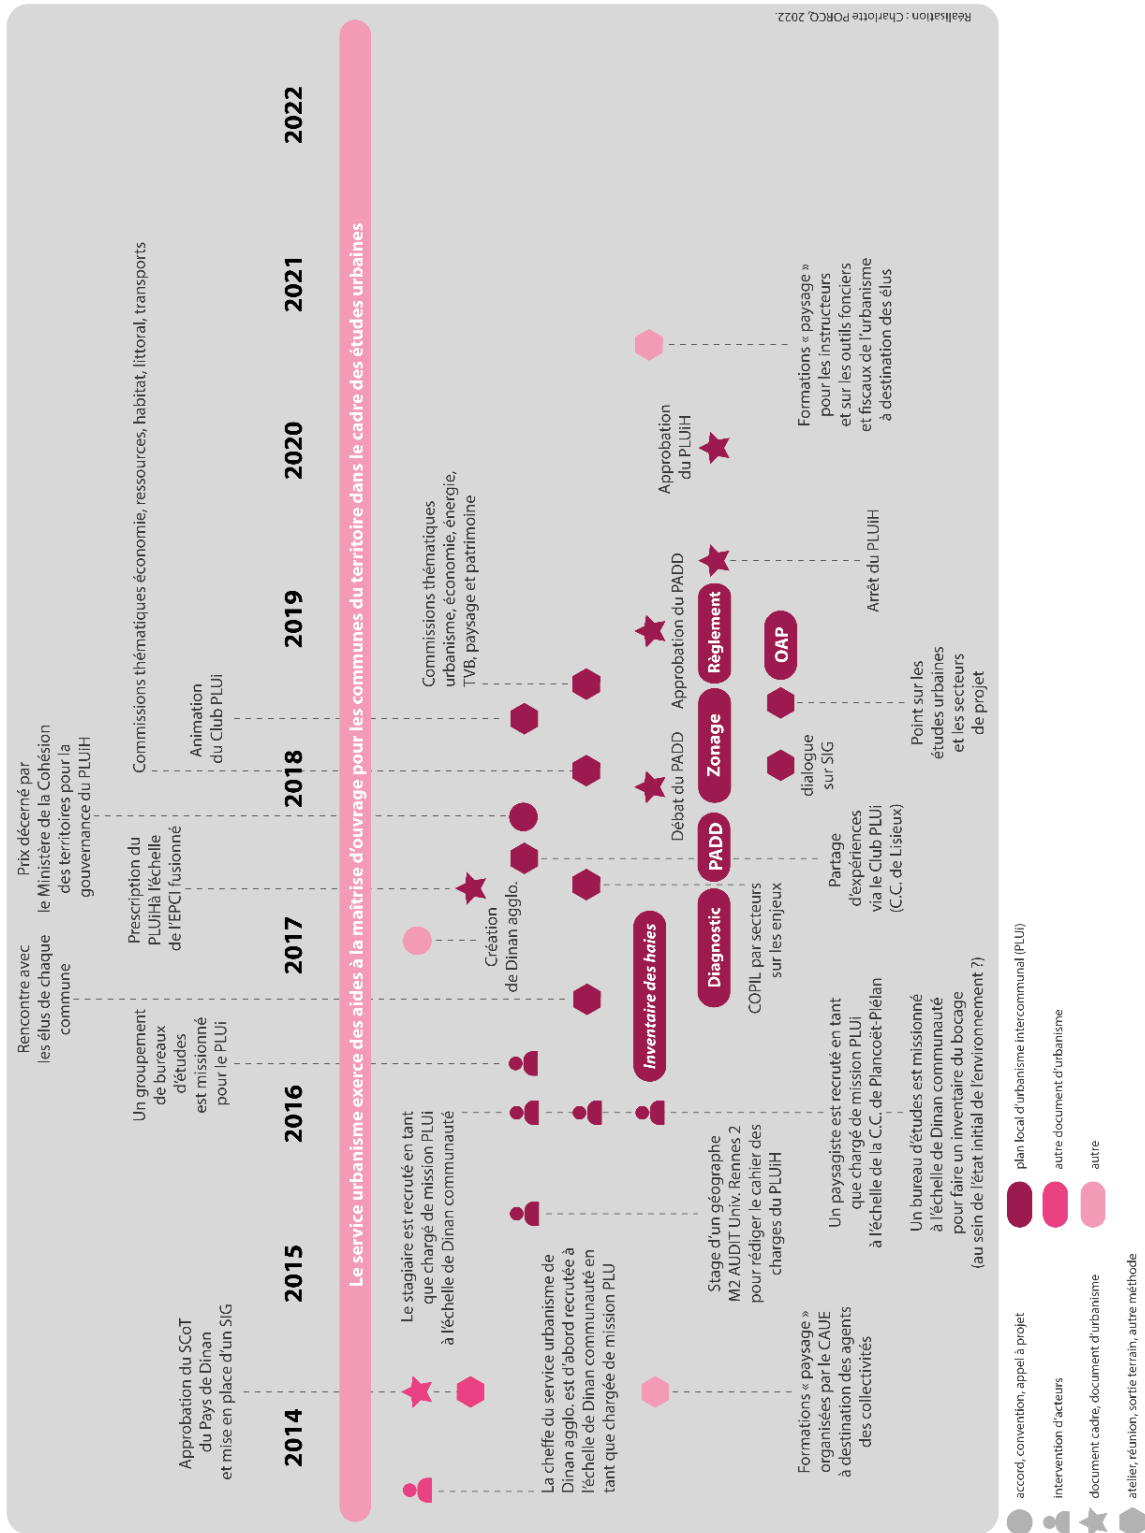 Rencontre avec
les élus de chaque
commune
Prix décerné par
le Ministère de la Cohésion
des territoires pour la
gouvernance du PLUiH
Approbation du SCoT
du Pays de Dinan
et mise en place d'un SIG
Un groupement
de bureaux
d'études
est missionné
pour le PLUi
Prescription du
PLUiHà l'échelle
de l'EPCI fusionné
Animation
du Club PLUi
Commissions thématiques économie, ressources, habitat, littoral, transports
2014
2015
2016
2017
2018
2019
2020
2021
2022
Le service urbanisme exerce des aides à la maîtrise d'ouvrage pour les communes du territoire dans le cadre des études urbaines
Le stagiaire est recruté en tant
que chargé de mission PLUi
à l'échelle de Dinan communauté
Création
de Dinan agglo.
Commissions thématiques
urbanisme, économie, énergie,
TVB, paysage et patrimoine
La cheffe du service urbanisme de
Dinan agglo. est d'abord recrutée à
l'échelle de Dinan communauté en
tant que chargée de mission PLU
Inventaire des haies
Débat du PADD
Approbation du PADD
Approbation
du PLUiH
Diagnostic
PADD
Zonage
Règlement
Stage d'un géographe
M2 AUDIT Univ. Rennes 2
pour rédiger le cahier des
charges du PLUiH
COPIL par secteurs
sur les enjeux
OAP
dialogue
sur SIG
Formations « paysage »
organisées par le CAUE
à destination des agents
des collectivités
Un paysagiste est recruté en tant
que chargé de mission PLUi
à l'échelle de la C.C. de Plancoët-Plélan
Partage
d'expériences
via le Club PLUi
(C.C. de Lisieux)
Arrêt du PLUiH
Formations « paysage »
pour les instructeurs
et sur les outils fonciers
et fiscaux de l'urbanisme
à destination des élus
Un bureau d'études est missionné
à l'échelle de Dinan communauté
pour faire un inventaire du bocage
(au sein de l'état initial de l'environnement ?)
Point sur les
études urbaines
et les secteurs
de projet
Réalisation : Charlotte PORCQ, 2022.
accord, convention, appel à projet
intervention d'acteurs
document cadre, document d'urbanisme
atelier, réunion, sortie terrain, autre méthode
plan local d'urbanisme intercommunal (PLUi)
autre document d'urbanisme
autre